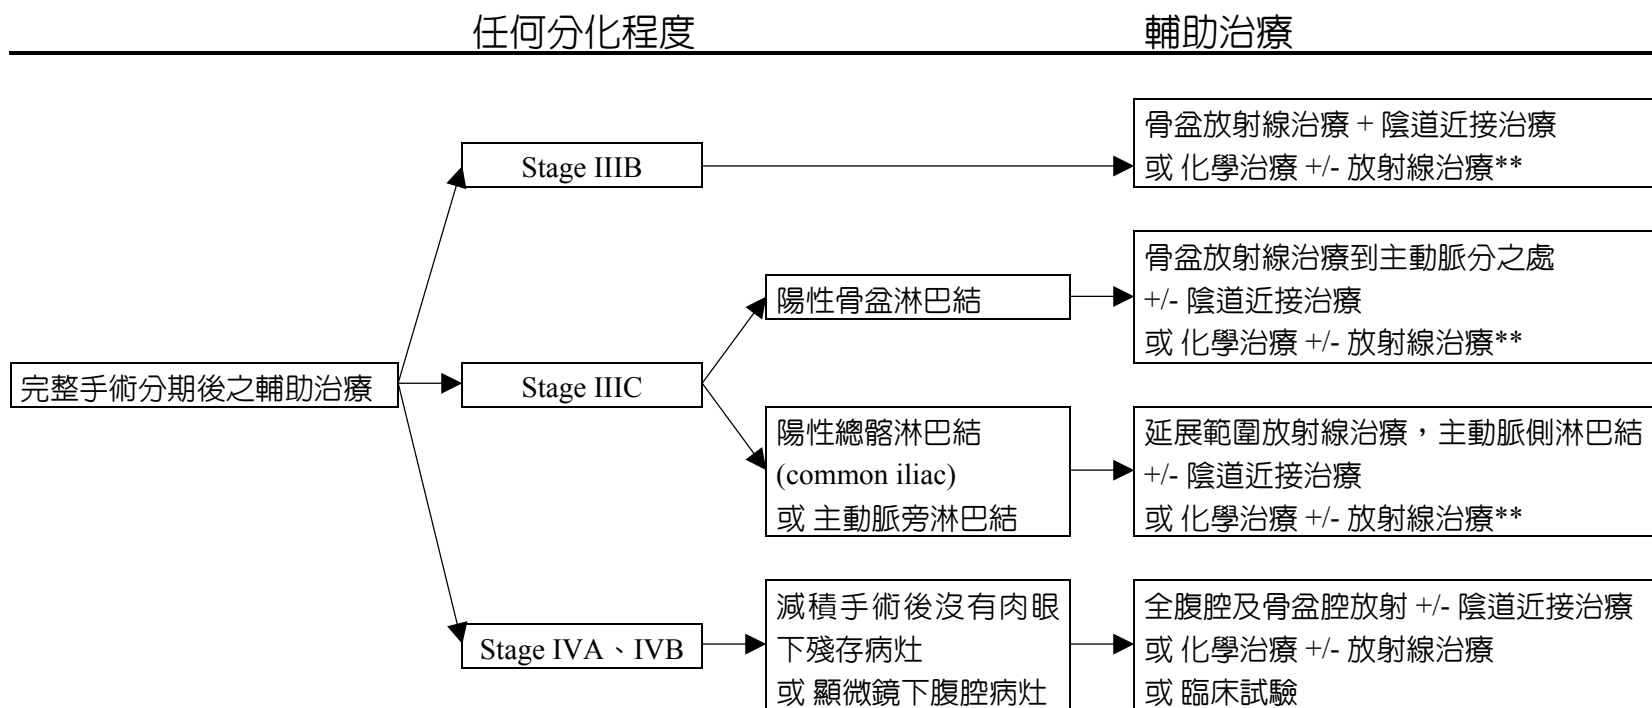 任何分化程度
輔助治療
骨盆放射線治療 + 陰道近接治療
或 化學治療 +/- 放射線治療**
Stage IIIB
骨盆放射線治療到主動脈分之處
+/- 陰道近接治療
或 化學治療 +/- 放射線治療**
陽性骨盆淋巴結
完整手術分期後之輔助治療
Stage IIIC
陽性總髂淋巴結
(common iliac)
或 主動脈旁淋巴結
延展範圍放射線治療，主動脈側淋巴結
+/- 陰道近接治療
或 化學治療 +/- 放射線治療**
Stage IVA、IVB
減積手術後沒有肉眼
下殘存病灶
或 顯微鏡下腹腔病灶
全腹腔及骨盆腔放射 +/- 陰道近接治療
或 化學治療 +/- 放射線治療
或 臨床試驗